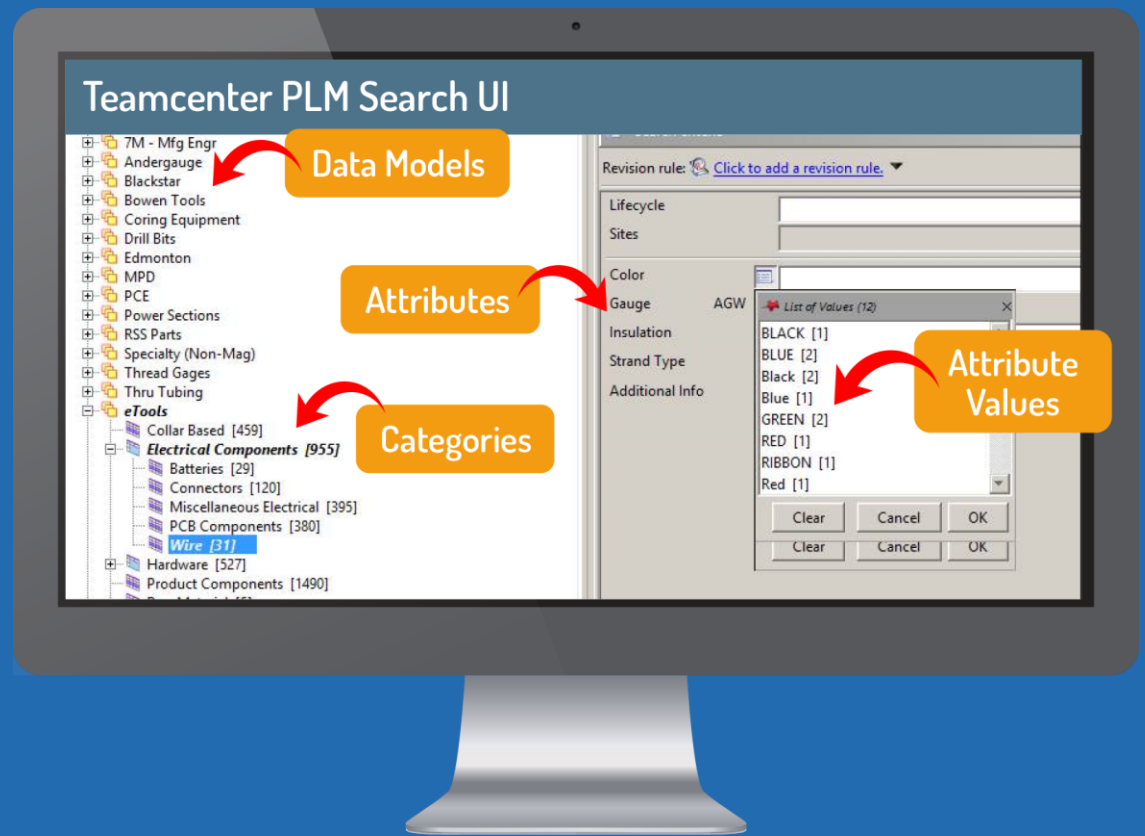 Teamcenter PLM Search UI
7M - Mfg Engr
Andergauge
Blackstar
Bowen Tools
Coring Equipment
Drill Bits
Edmonton
MPD
PCE
Power Sections
RSS Parts
Specialty (Non-Mag)
Thread Gages
Thru Tubing
eTools
Collar Based [459]
Electrical Components [955]
Batteries [29]
Connectors [120]
Miscellaneous Electrical [395]
PCB Components [380]
Wire [31]
Hardware [527]
Product Components [1490]
Data Models
Attributes
Categories
Revision rule: Click to add a revision rule.
Lifecycle
Sites
Color
Gauge AGW
Insulation
Strand Type
Additional Info
List of Values (12)
BLACK [1]
BLUE [2]
Black [2]
Blue [1]
GREEN [2]
RED [1]
RIBBON [1]
Red [1]
Clear Cancel OK
Clear Cancel OK
Attribute
Values